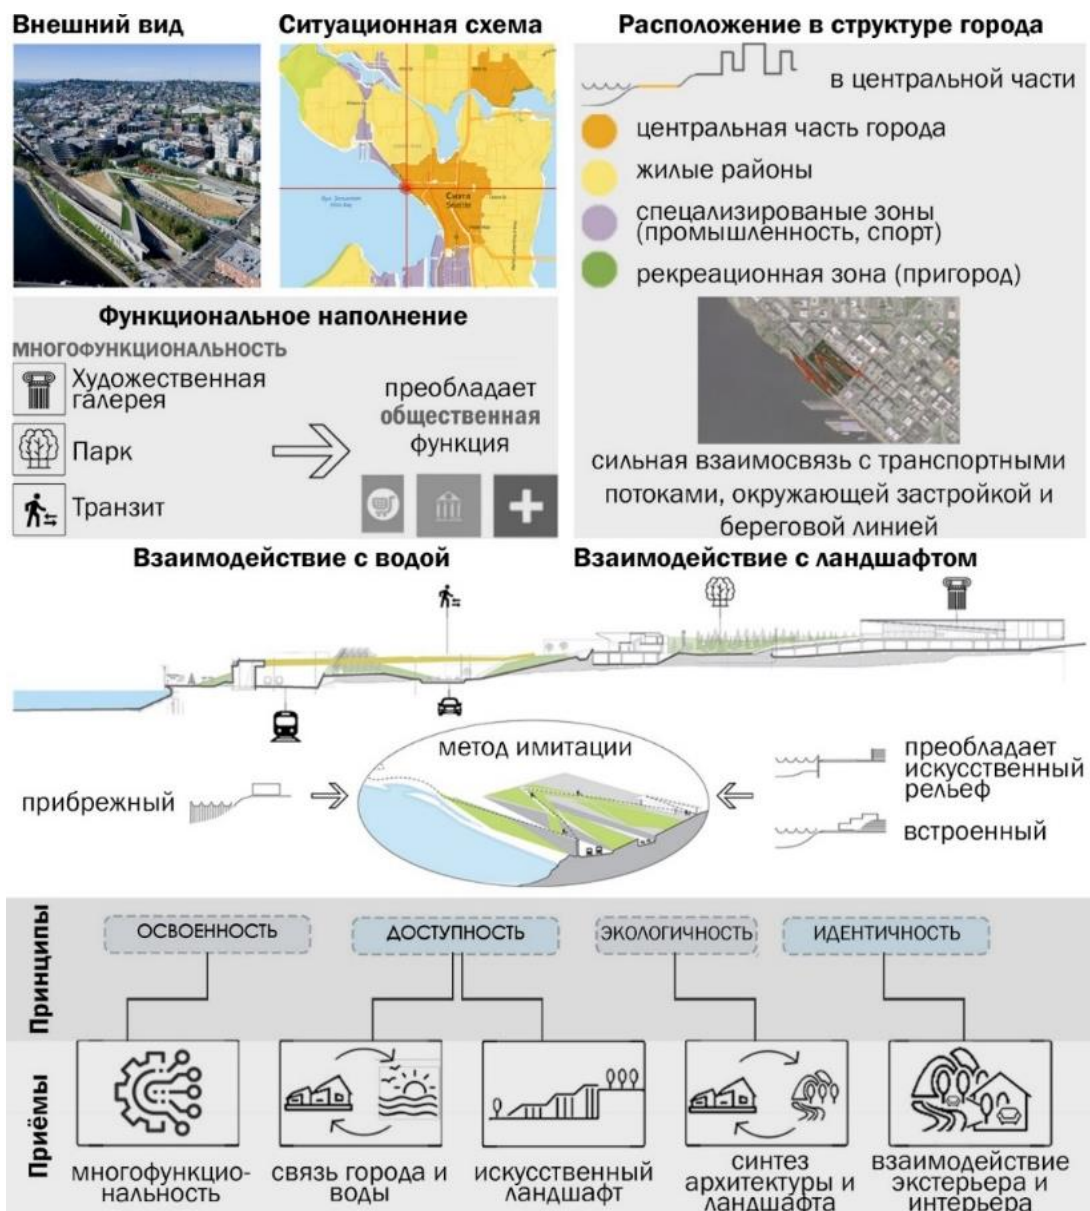 Внешний вид
Ситуационная схема
Расположение в структуре города
в центральной части
центральная часть города
жилые районы
спецализированые зоны
(промышленность, спорт)
рекреационная зона (пригород)
Сиэтл
Seattle
Функциональное наполнение
МНОГОФУНКЦИОНАЛЬНОСТЬ
Художественная
галерея
Парк
Транзит
преобладает
общественная
функция
сильная взаимосвязь с транспортными
потоками, окружающей застройкой и
береговой линией
Взаимодействие с водой
Взаимодействие с ландшафтом
метод имитации
прибрежный
преобладает
искусственный
рельеф
встроенный
Принципы
ОСВОЕННОСТЬ
ДОСТУПНОСТЬ
ЭКОЛОГИЧНОСТЬ
ИДЕНТИЧНОСТЬ
Приёмы
многофункцио-
нальность
связь города и
воды
искусственный
ландшафт
синтез
архитектуры и
ландшафта
взаимодействие
экстерьера и
интерьера